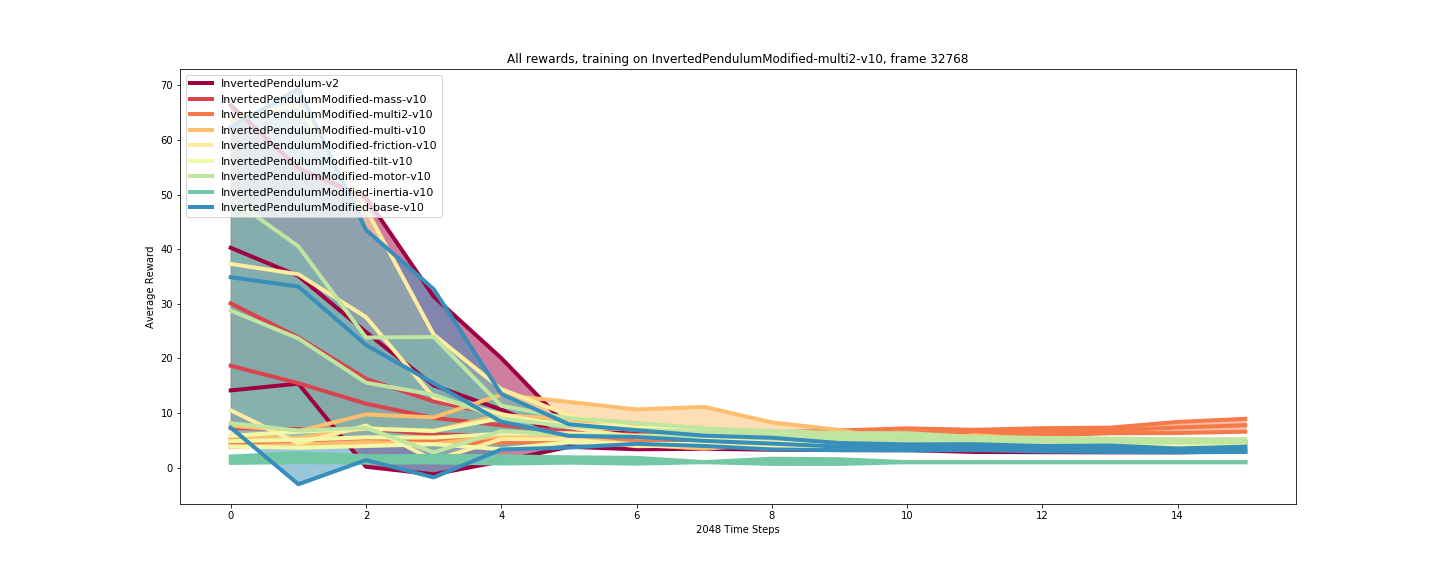 All rewards, training on InvertedPendulumModified-multi2-v10, frame 32768
InvertedPendulum-v2
InvertedPendulumModified-mass-v10
InvertedPendulumModified-multi2-v10
InvertedPendulumModified-multi-v10
InvertedPendulumModified-friction-v10
InvertedPendulumModified-tilt-v10
InvertedPendulumModified-motor-v10
InvertedPendulumModified-inertia-v10
InvertedPendulumModified-base-v10
70
60
50
40
30
20
10
0
Average Reward
0 2 4 6 8 10 12 14
2048 Time Steps